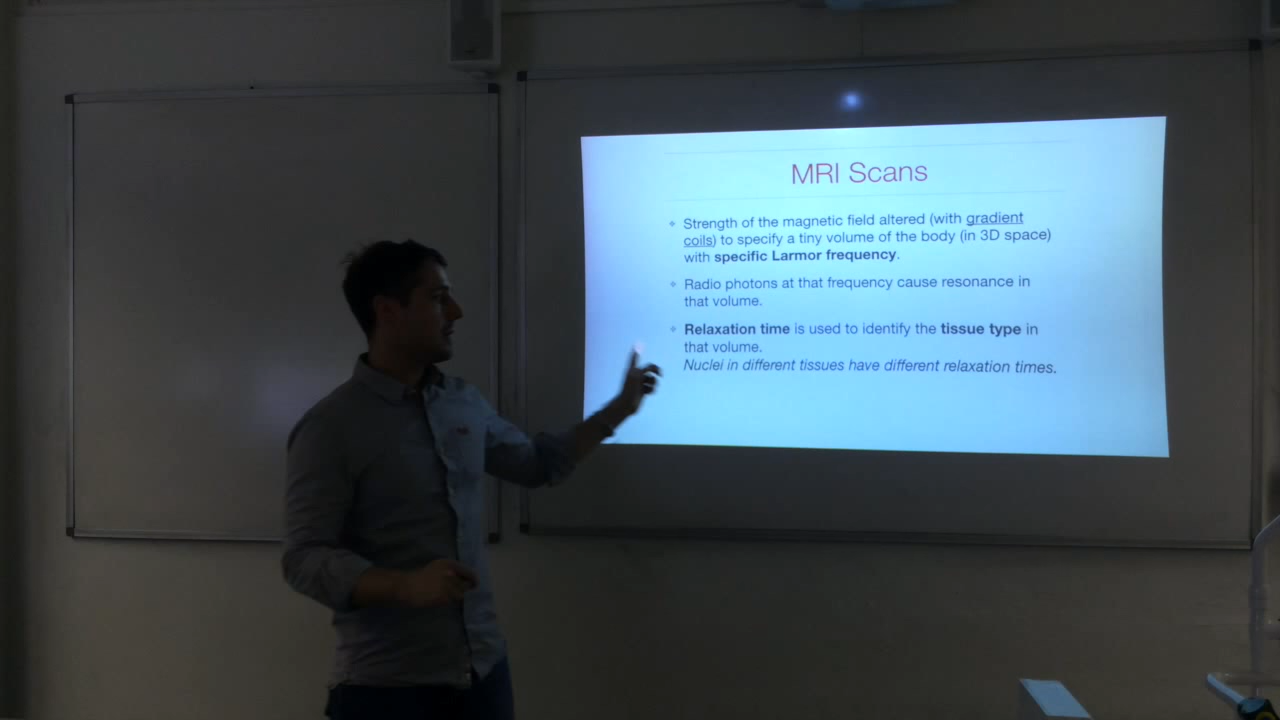 MRI Scans
Strength of the magnetic field altered (with gradient
coils) to specify a tiny volume of the body (in 3D space)
with specific Larmor frequency.
Radio photons at that frequency cause resonance in
that volume.
Relaxation time is used to identify the tissue type in
that volume.
Nuclei in different tissues have different relaxation times.